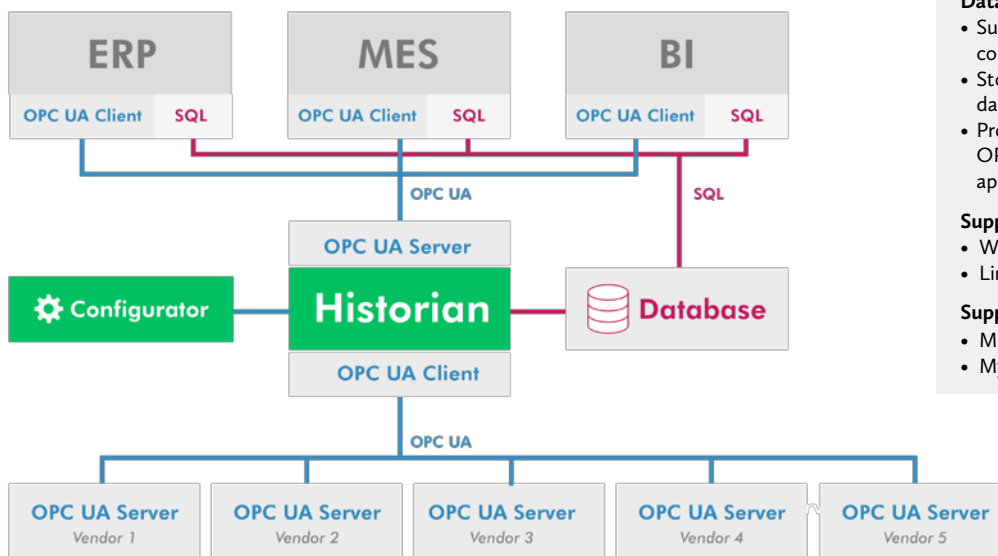 ERP
MES
BI
OPC UA Client
SQL
OPC UA Client
SQL
OPC UA Client
SQL
OPC UA
SQL
OPC UA Server
Configurator
Historian
Database
OPC UA Client
OPC UA
OPC UA Server
Vendor 1
OPC UA Server
Vendor 2
OPC UA Server
Vendor 3
OPC UA Server
Vendor 4
OPC UA Server
Vendor 5